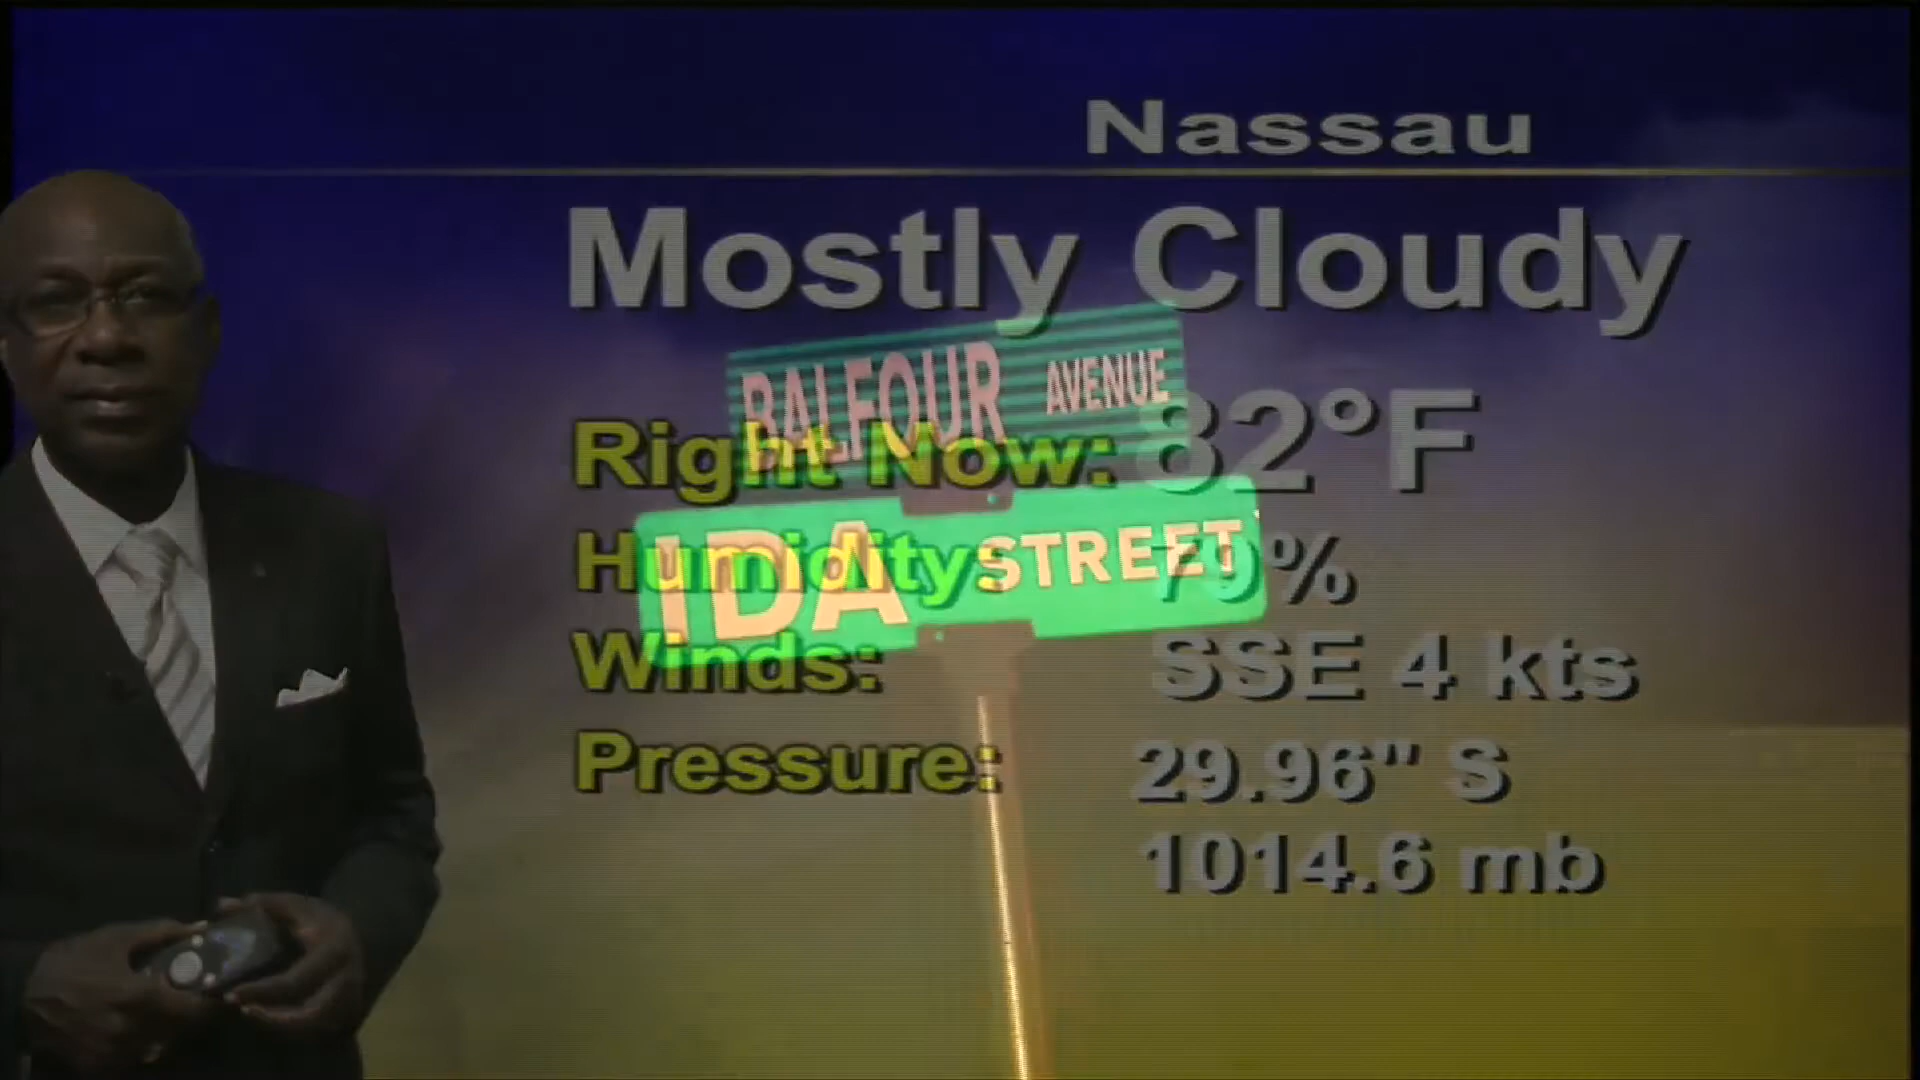 Nassau
Mostly Cloudy
BALFOUR AVENUE
Right Now: 82°F
IDA STREET
Humidity: 79%
Winds: SSE 4 kts
Pressure: 29.96" S
1014.6 mb